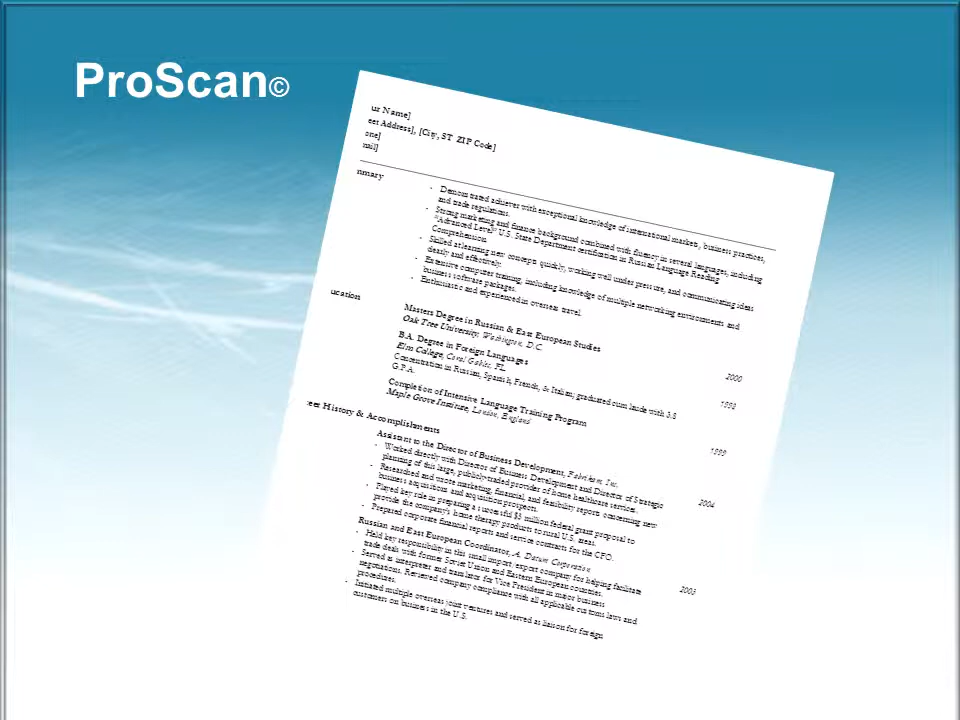 ProScan©
ur Name]
eet Address], [City, ST ZIP Code]
one]
mail]
nmary
- Demonstrated achiever with exceptional knowledge of international markets, business practices,
and trade regulations.
- Strong marketing and finance background combined with fluency in several languages, including
"Advanced Level" U.S. State Department certification in Russian Language Reading
Comprehension.
- Skilled at learning new concepts quickly, working well under pressure, and communicating ideas
clearly and effectively.
- Extensive computer training, including knowledge of multiple networking environments and
business software packages.
- Enthusiastic and experienced in overseas travel.
ucation
Masters Degree in Russian & East European Studies
Oak Tree University, Washington, D.C.
2000
B.A. Degree in Foreign Languages
Elm College, Coral Gables, FL
1998
Concentration in Russian, Spanish, French, & Italian; graduated cum laude with 3.8
G.P.A.
Completion of Intensive Language Training Program
Maple Grove Institute, London, England
1999
reer History & Accomplishments
Assistant to the Director of Business Development, Fabrikam, Inc.
2004
- Worked directly with Director of Business Development and Director of Strategic
planning of this large, publicly-traded provider of home healthcare services.
- Researched and wrote marketing, financial, and feasibility reports concerning new
business acquisitions and acquisition prospects.
- Played key role in preparing a successful $3 million federal grant proposal to
provide the company's home therapy products to rural U.S. areas.
- Prepared corporate financial reports and service contracts for the CFO.
Russian and East European Coordinator, A. Datum Corporation
2003
- Held key responsibility in this small import/export company for helping facilitate
trade deals with former Soviet Union and Eastern European countries.
- Served as interpreter and translator for Vice President in major business
negotiations. Reviewed company compliance with all applicable customs laws and
procedures.
- Initiated multiple overseas joint ventures and served as liaison for foreign
customers on business in the U.S.